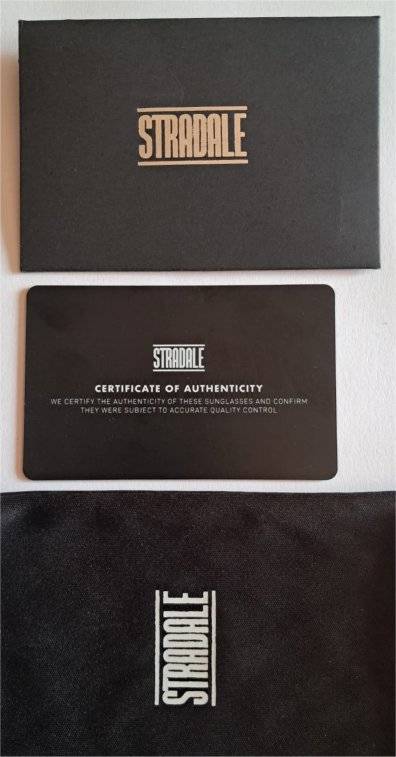 STRADALE
STRADALE
CERTIFICATE OF AUTHENTICITY
WE CERTIFY THE AUTHENTICITY OF THESE SUNGLASSES AND CONFIRM
THEY WERE SUBJECT TO ACCURATE QUALITY CONTROL
STRADALE